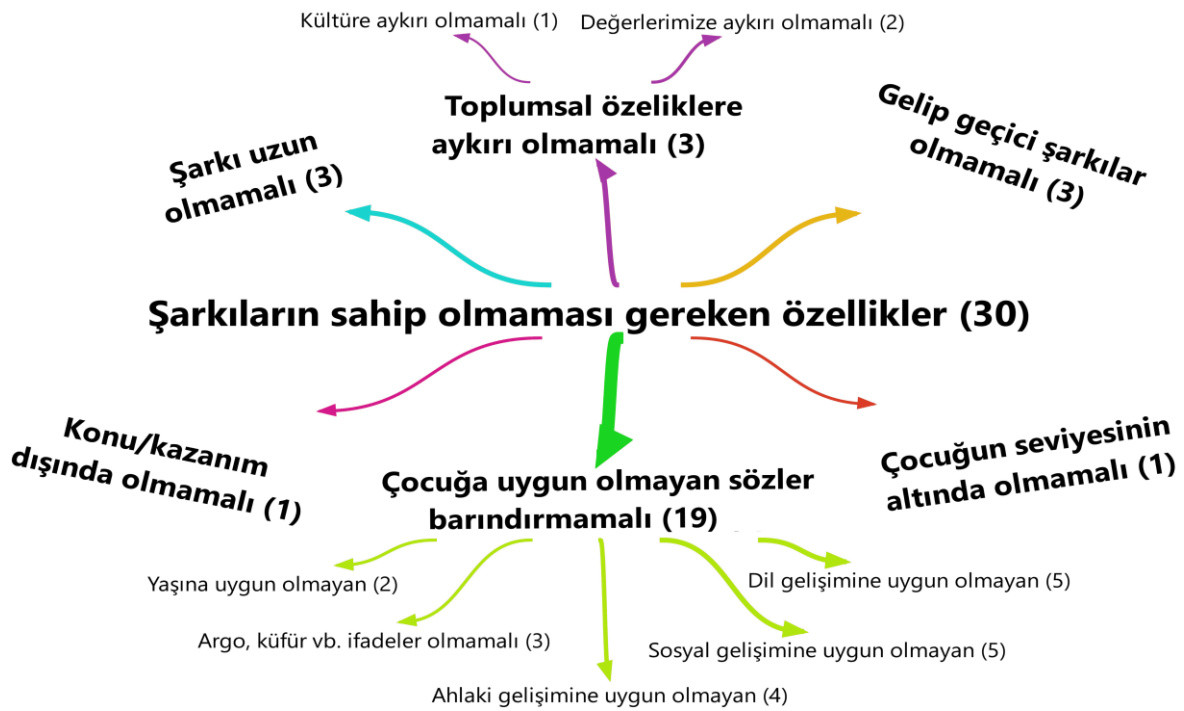 Kültüre aykırı olmamalı (1)
Değerlerimize aykırı olmamalı (2)
Toplumsal özeliklere
aykırı olmamalı (3)
Şarkı uzun
olmamalı (3)
Gelip geçici şarkılar
olmamalı (3)
Şarkıların sahip olmaması gereken özellikler (30)
Konu/kazanım
dışında olmamalı (1)
Çocuğa uygun olmayan sözler
barındırmamalı (19)
Çocuğun seviyesinin
altında olmamalı (1)
Yaşına uygun olmayan (2)
Argo, küfür vb. ifadeler olmamalı (3)
Ahlaki gelişimine uygun olmayan (4)
Sosyal gelişimine uygun olmayan (5)
Dil gelişimine uygun olmayan (5)